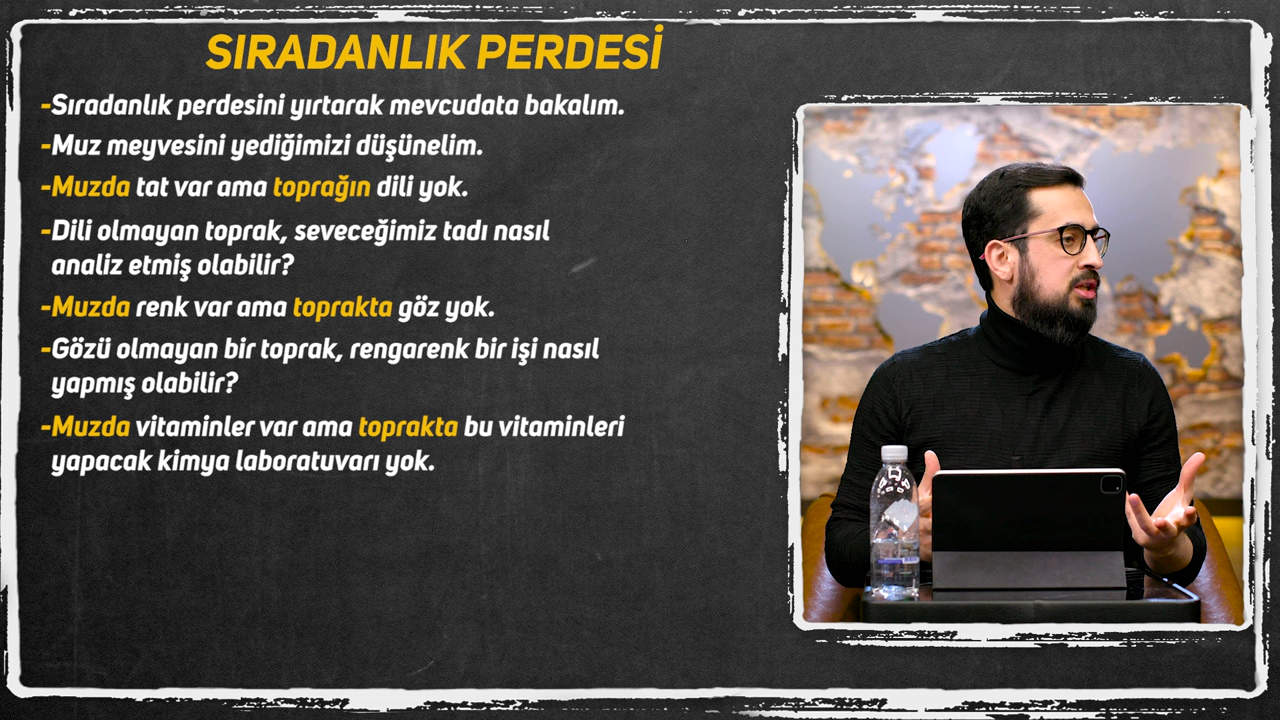 SIRADANLIK PERDESİ
-Sıradanlık perdesini yırtarak mevcudata bakalım.
-Muz meyvesini yediğimizi düşünelim.
-Muzda tat var ama toprağın dili yok.
-Dili olmayan toprak, seveceğimiz tadı nasıl
analiz etmiş olabilir?
-Muzda renk var ama toprakta göz yok.
-Gözü olmayan bir toprak, rengarenk bir işi nasıl
yapmış olabilir?
-Muzda vitaminler var ama toprakta bu vitaminleri
yapacak kimya laboratuvarı yok.